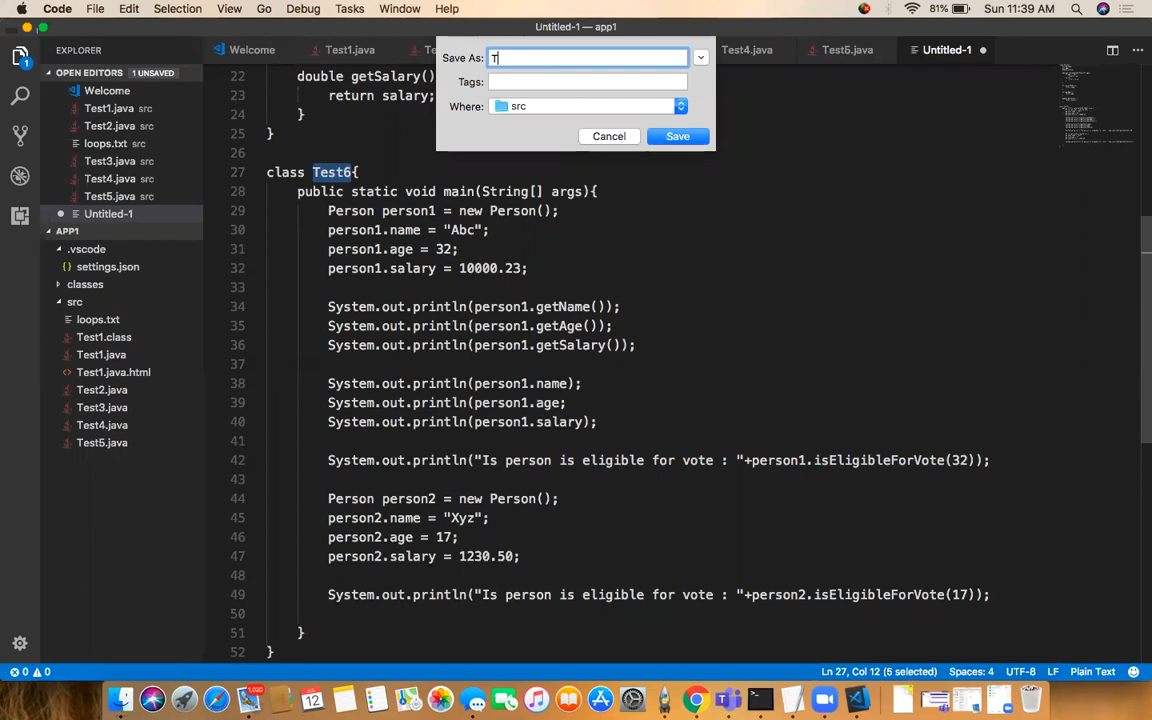 Code File Edit Selection View Go Debug Tasks Window Help 81% Sun 11:39 AM
Untitled-1 — app1
EXPLORER
Welcome Test1.java Te Test4.java Test5.java Untitled-1
Save As: T
Tags:
Where: src
Cancel Save
OPEN EDITORS 1 UNSAVED
Welcome
Test1.java src
Test2.java src
loops.txt src
Test3.java src
Test4.java src
Test5.java src
Untitled-1
APP1
.vscode
{} settings.json
classes
src
loops.txt
Test1.class
Test1.java
<> Test1.java.html
Test2.java
Test3.java
Test4.java
Test5.java
1
22 double getSalary()
23 return salary;
24 }
25 }
26
27 class Test6{
28 public static void main(String[] args){
29 Person person1 = new Person();
30 person1.name = "Abc";
31 person1.age = 32;
32 person1.salary = 10000.23;
33
34 System.out.println(person1.getName());
35 System.out.println(person1.getAge());
36 System.out.println(person1.getSalary());
37
38 System.out.println(person1.name);
39 System.out.println(person1.age;
40 System.out.println(person1.salary);
41
42 System.out.println("Is person is eligible for vote : "+person1.isEligibleForVote(32));
43
44 Person person2 = new Person();
45 person2.name = "Xyz";
46 person2.age = 17;
47 person2.salary = 1230.50;
48
49 System.out.println("Is person is eligible for vote : "+person2.isEligibleForVote(17));
50
51 }
52 }
0 0 Ln 27, Col 12 (5 selected) Spaces: 4 UTF-8 LF Plain Text
1,020
12